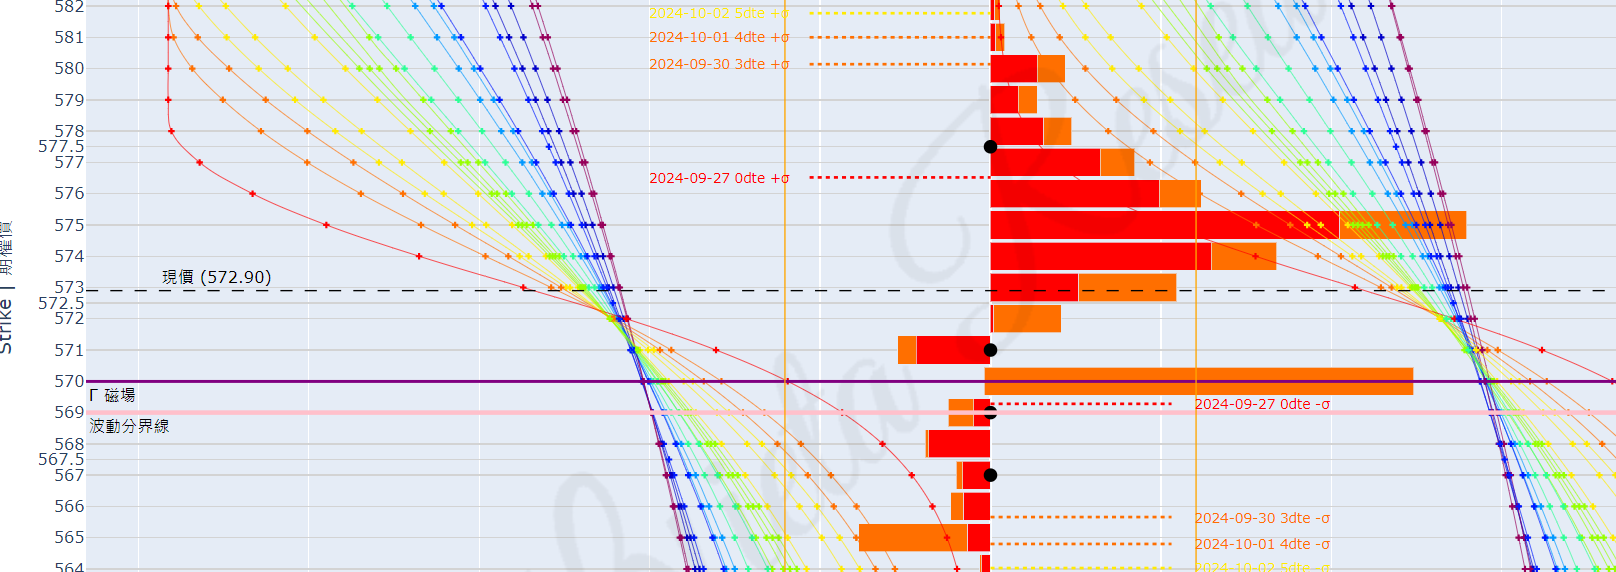 582
2024-10-02 5dte +σ
581
2024-10-01 4dte +σ
580
2024-09-30 3dte +σ
579
578
577.5
577
2024-09-27 0dte +σ
576
575
574
現價 (572.90)
573
572.5
572
571
570
Γ 磁場
569
2024-09-27 0dte -σ
波動分界線
568
567.5
567
566
2024-09-30 3dte -σ
565
2024-10-01 4dte -σ
564
2024-10-02 5dte -σ
Strike | 期權價